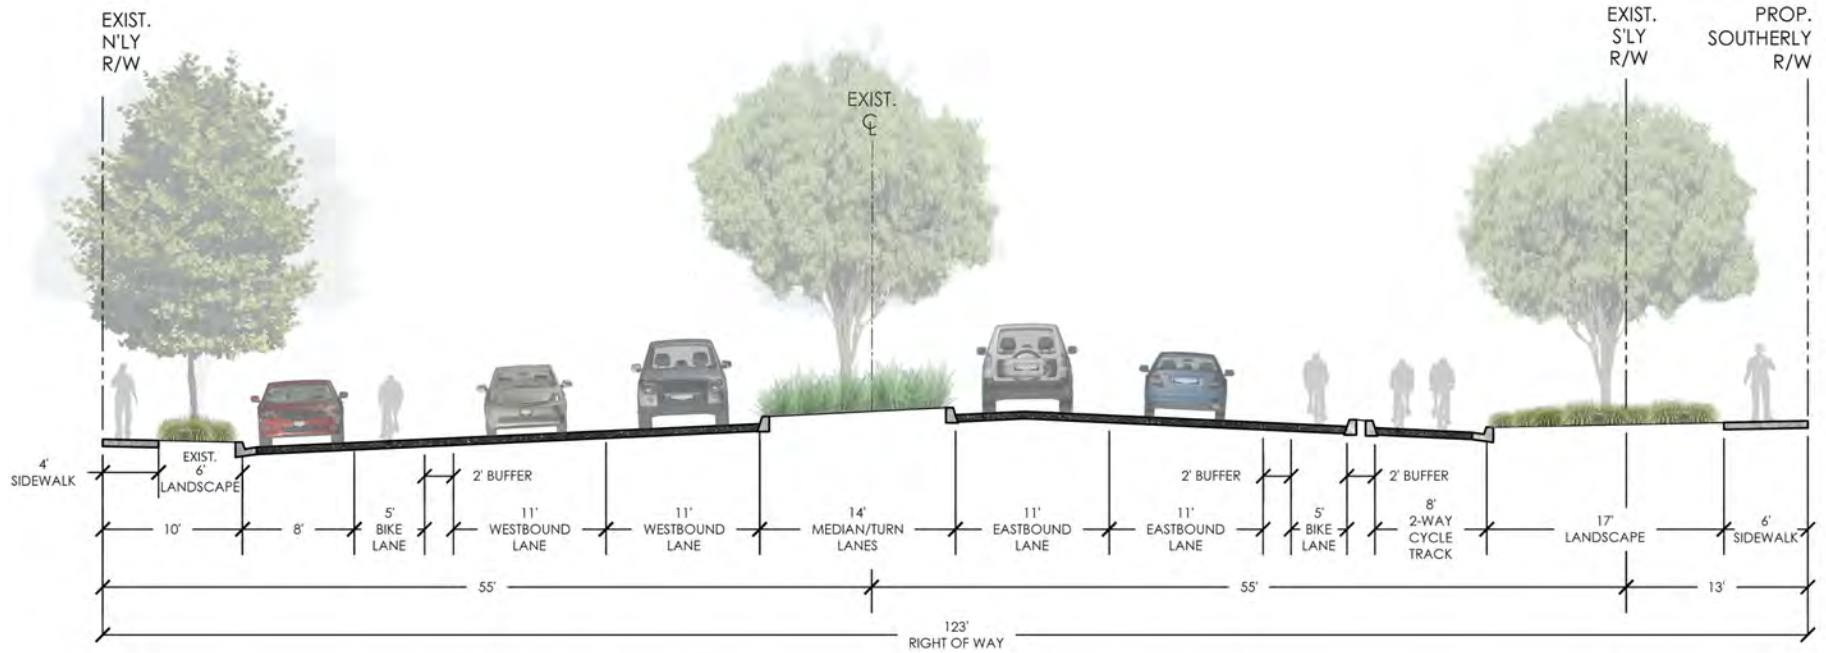 EXIST.
N'LY
R/W
EXIST.
℄
EXIST.
S'LY
R/W
PROP.
SOUTHERLY
R/W
4'
SIDEWALK
EXIST.
6'
LANDSCAPE
2' BUFFER
2' BUFFER
2' BUFFER
10'
8'
5'
BIKE
LANE
11'
WESTBOUND
LANE
11'
WESTBOUND
LANE
14'
MEDIAN/TURN
LANES
11'
EASTBOUND
LANE
11'
EASTBOUND
LANE
5'
BIKE
LANE
8'
2-WAY
CYCLE
TRACK
17'
LANDSCAPE
6'
SIDEWALK
55'
55'
13'
123'
RIGHT OF WAY